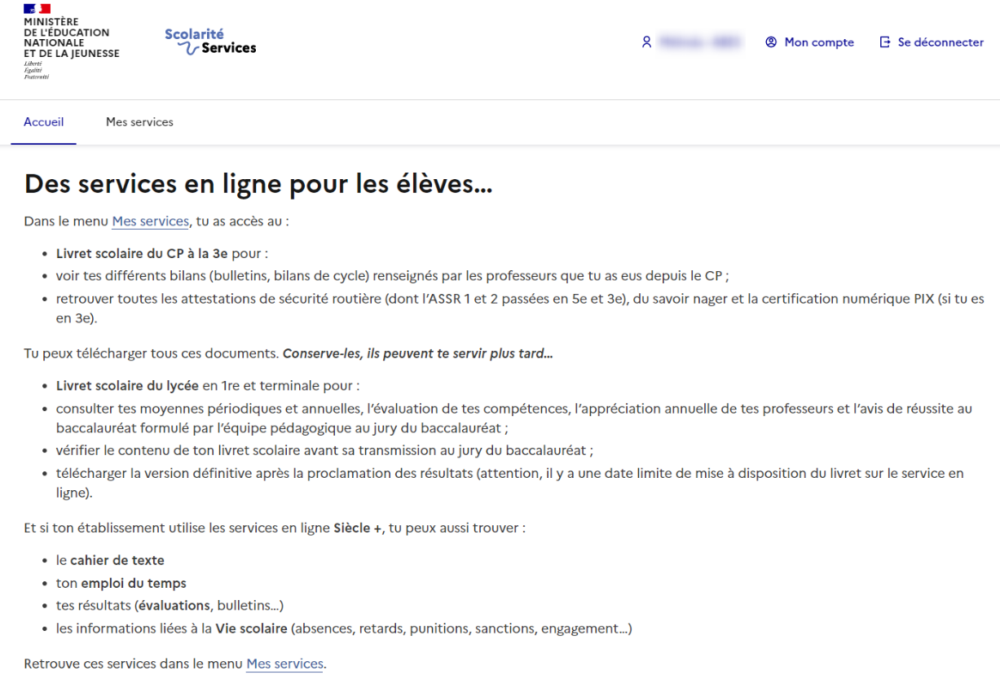 MINISTÈRE
DE L'ÉDUCATION
NATIONALE
ET DE LA JEUNESSE
Liberté
Égalité
Fraternité
Scolarité
Services
Mon compte
Se déconnecter
Accueil
Mes services
Des services en ligne pour les élèves...
Dans le menu Mes services, tu as accès au :
• Livret scolaire du CP à la 3e pour :
• voir tes différents bilans (bulletins, bilans de cycle) renseignés par les professeurs que tu as eus depuis le CP ;
• retrouver toutes les attestations de sécurité routière (dont l'ASSR 1 et 2 passées en 5e et 3e), du savoir nager et la certification numérique PIX (si tu es
en 3e).
Tu peux télécharger tous ces documents. Conserve-les, ils peuvent te servir plus tard...
• Livret scolaire du lycée en 1re et terminale pour :
• consulter tes moyennes périodiques et annuelles, l'évaluation de tes compétences, l'appréciation annuelle de tes professeurs et l'avis de réussite au
baccalauréat formulé par l'équipe pédagogique au jury du baccalauréat ;
• vérifier le contenu de ton livret scolaire avant sa transmission au jury du baccalauréat ;
• télécharger la version définitive après la proclamation des résultats (attention, il y a une date limite de mise à disposition du livret sur le service en
ligne).
Et si ton établissement utilise les services en ligne Siècle +, tu peux aussi trouver :
• le cahier de texte
• ton emploi du temps
• tes résultats (évaluations, bulletins...)
• les informations liées à la Vie scolaire (absences, retards, punitions, sanctions, engagement...)
Retrouve ces services dans le menu Mes services.